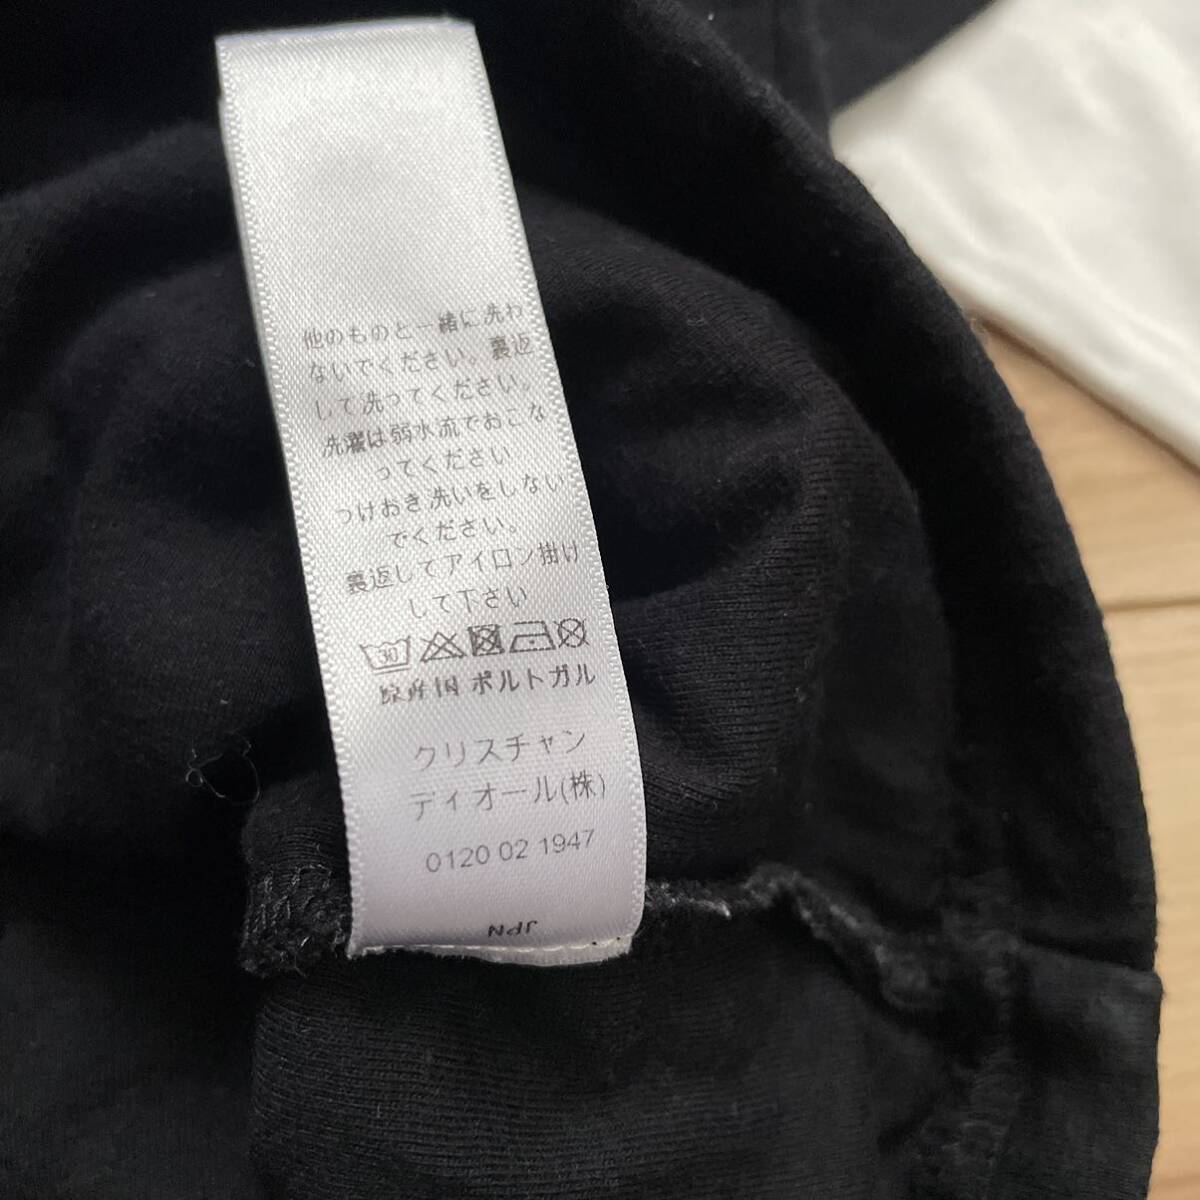 他のものと一緒に洗わ
ないでください。裏返
して洗ってください。
洗濯は弱水流でおこな
ってください
つけおき洗いをしない
でください。
裏返してアイロン掛け
して下さい
30
原産国 ポルトガル
クリスチャン
ディオール(株)
0120 02 1947
JPN